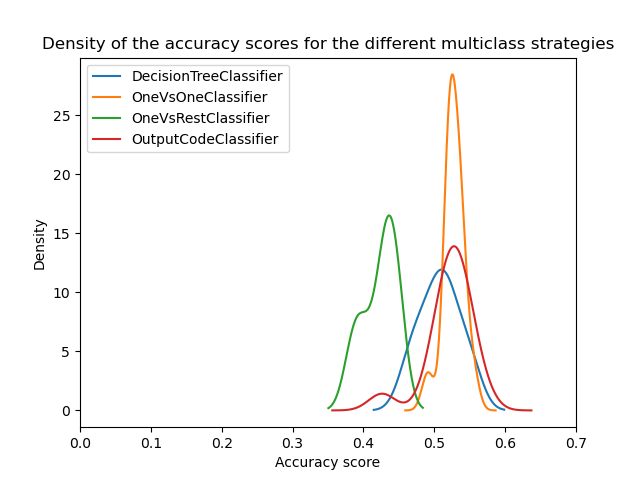 Density of the accuracy scores for the different multiclass strategies
DecisionTreeClassifier
OneVsOneClassifier
OneVsRestClassifier
OutputCodeClassifier
Density
25
20
15
10
5
0
0.0 0.1 0.2 0.3 0.4 0.5 0.6 0.7
Accuracy score